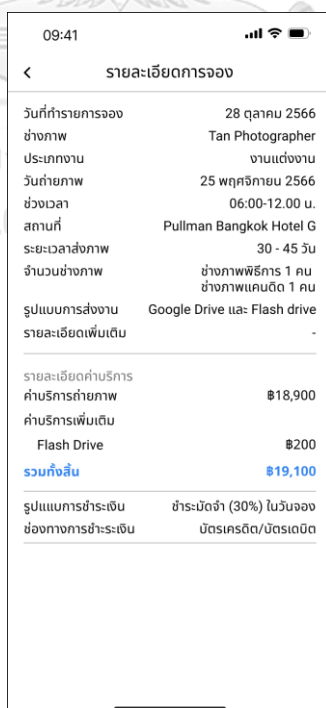 09:41
รายละเอียดการจอง
วันที่ทำรายการจอง 28 ตุลาคม 2566
ช่างภาพ Tan Photographer
ประเภทงาน งานแต่งงาน
วันถ่ายภาพ 25 พฤศจิกายน 2566
ช่วงเวลา 06:00-12.00 น.
สถานที่ Pullman Bangkok Hotel G
ระยะเวลาส่งภาพ 30 - 45 วัน
จำนวนช่างภาพ ช่างภาพพิธีการ 1 คน
ช่างภาพแคนดิด 1 คน
รูปแบบการส่งงาน Google Drive และ Flash drive
รายละเอียดเพิ่มเติม -
รายละเอียดค่าบริการ
ค่าบริการถ่ายภาพ ฿18,900
ค่าบริการเพิ่มเติม
Flash Drive ฿200
รวมทั้งสิ้น ฿19,100
รูปแแบการชำระเงิน ชำระมัดจำ (30%) ในวันจอง
ช่องทางการชำะระเงิน บัตรเครดิต/บัตรเดบิต